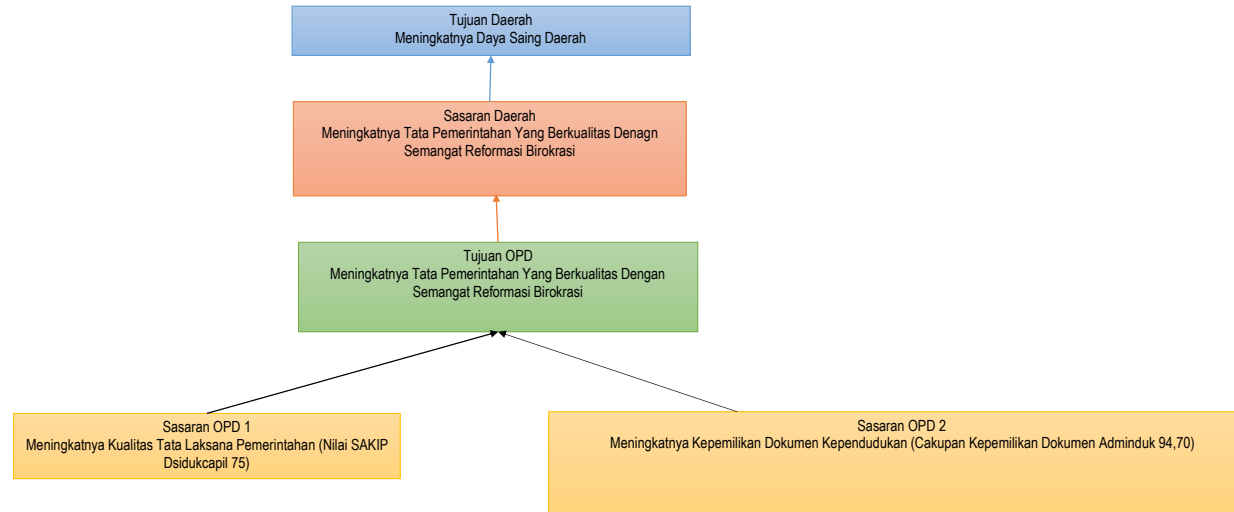 Tujuan Daerah
Meningkatnya Daya Saing Daerah
Sasaran Daerah
Meningkatnya Tata Pemerintahan Yang Berkualitas Denagn
Semangat Reformasi Birokrasi
Tujuan OPD
Meningkatnya Tata Pemerintahan Yang Berkualitas Dengan
Semangat Reformasi Birokrasi
Sasaran OPD 1
Meningkatnya Kualitas Tata Laksana Pemerintahan (Nilai SAKIP
Dsidukcapil 75)
Sasaran OPD 2
Meningkatnya Kepemilikan Dokumen Kependudukan (Cakupan Kepemilikan Dokumen Adminduk 94,70)